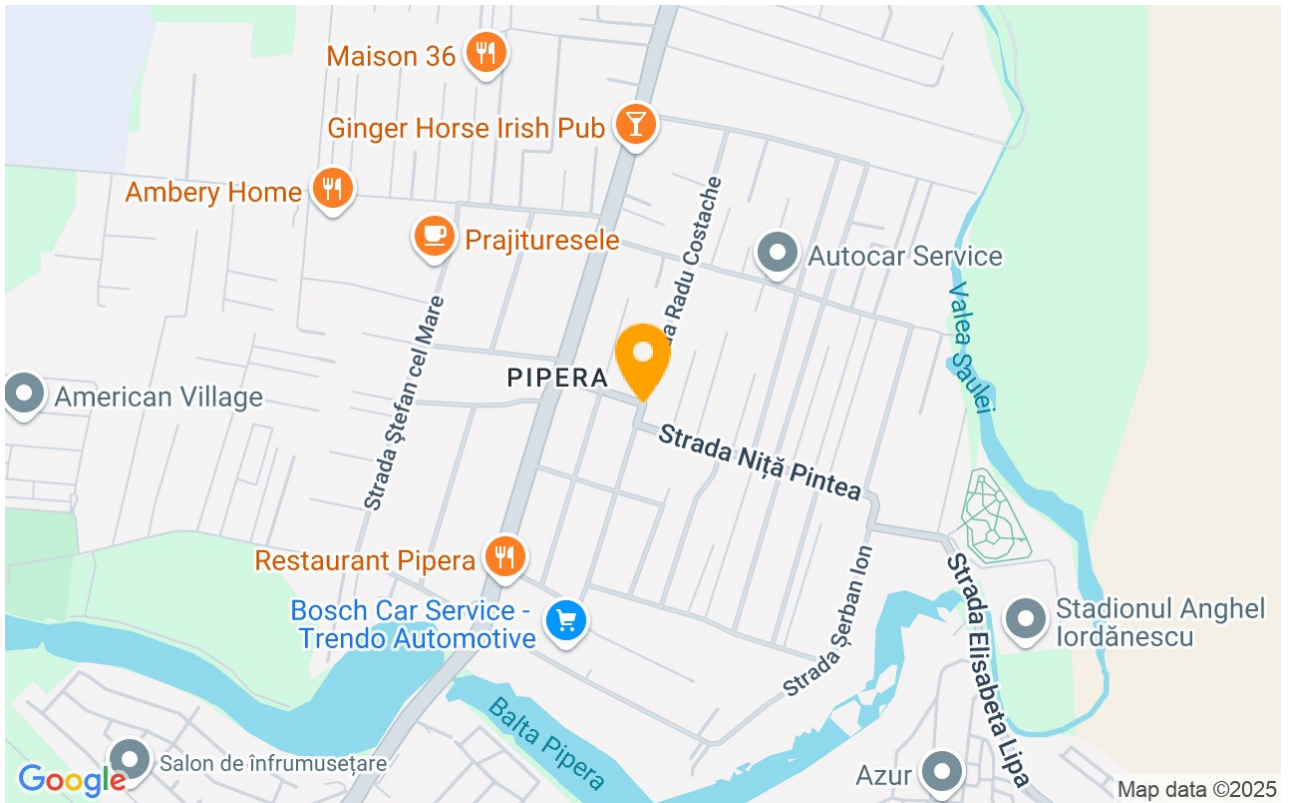 Maison 36
Ginger Horse Irish Pub
Ambery Home
Prajituresele
Autocar Service
da Radu Costache
Valea Saulei
Strada Ștefan cel Mare
PIPERA
American Village
Strada Niță Pintea
Restaurant Pipera
Bosch Car Service -
Trendo Automotive
Strada Șerban Ion
Strada Elisabeta Lipa
Stadionul Anghel
Iordănescu
Balta Pipera
Salon de înfrumusețare
Azur
Google
Map data ©2025